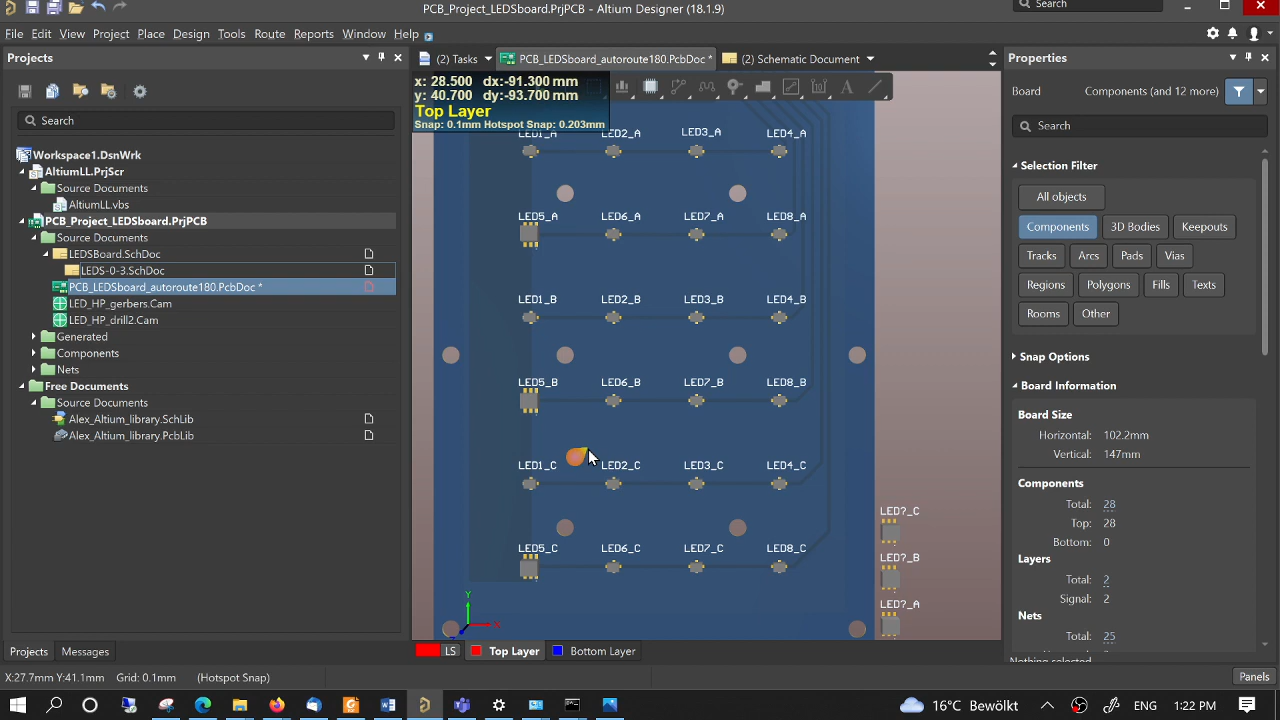 PCB_Project_LEDSboard.PrjPCB - Altium Designer (18.1.9)
Search
File Edit View Project Place Design Tools Route Reports Window Help
Projects
(2) Tasks
PCB_LEDSboard_autoroute180.PcbDoc *
(2) Schematic Document
Properties
x: 28.500 dx:-91.300 mm
y: 40.700 dy:-93.700 mm
Top Layer
Snap: 0.1mm Hotspot Snap: 0.203mm
Board
Components (and 12 more)
Search
Search
Workspace1.DsnWrk
AltiumLL.PrjScr
Source Documents
AltiumLL.vbs
PCB_Project_LEDSboard.PrjPCB
Source Documents
LEDSBoard.SchDoc
LEDS-0-3.SchDoc
PCB_LEDSboard_autoroute180.PcbDoc *
LED_HP_gerbers.Cam
LED_HP_drill2.Cam
Generated
Components
Nets
Free Documents
Source Documents
Alex_Altium_library.SchLib
Alex_Altium_library.PcbLib
LED1_A LED2_A LED3_A LED4_A
LED5_A LED6_A LED7_A LED8_A
LED1_B LED2_B LED3_B LED4_B
LED5_B LED6_B LED7_B LED8_B
LED1_C LED2_C LED3_C LED4_C
LED5_C LED6_C LED7_C LED8_C
LED?_C
LED?_B
LED?_A
Y
X
Selection Filter
All objects
Components 3D Bodies Keepouts
Tracks Arcs Pads Vias
Regions Polygons Fills Texts
Rooms Other
Snap Options
Board Information
Board Size
Horizontal: 102.2mm
Vertical: 147mm
Components
Total: 28
Top: 28
Bottom: 0
Layers
Total: 2
Signal: 2
Nets
Total: 25
Nothing selected
Projects Messages
LS Top Layer Bottom Layer
X:27.7mm Y:41.1mm Grid: 0.1mm (Hotspot Snap)
Panels
16°C Bewölkt
ENG
1:22 PM